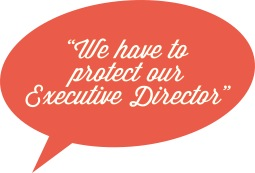 “We have to
protect our
Executive Director”